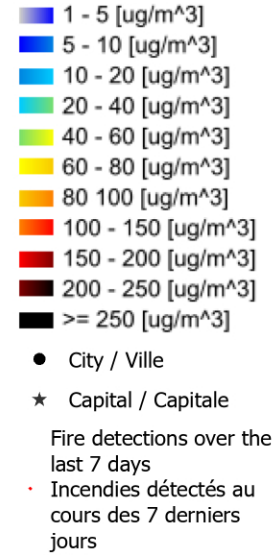 1 - 5 [ug/m^3]
5 - 10 [ug/m^3]
10 - 20 [ug/m^3]
20 - 40 [ug/m^3]
40 - 60 [ug/m^3]
60 - 80 [ug/m^3]
80 100 [ug/m^3]
100 - 150 [ug/m^3]
150 - 200 [ug/m^3]
200 - 250 [ug/m^3]
>= 250 [ug/m^3]
City / Ville
Capital / Capitale
Fire detections over the
last 7 days
Incendies détectés au
cours des 7 derniers
jours